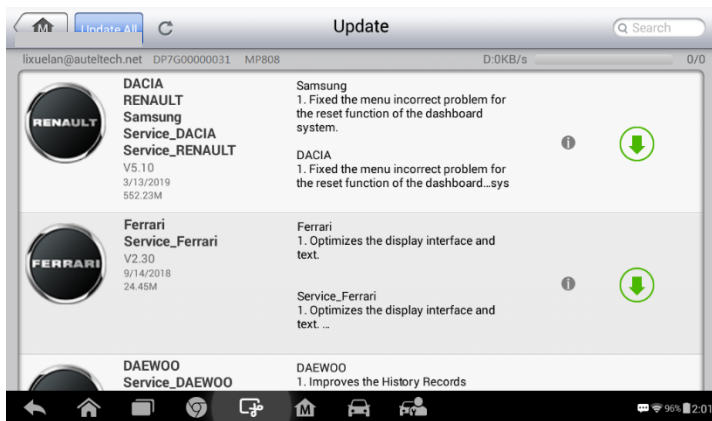 M Update All Update Search
lixuelan@auteltech.net DP7G00000031 MP808 D:0KB/s 0/0
RENAULT
DACIA
RENAULT
Samsung
Service_DACIA
Service_RENAULT
V5.10
3/13/2019
552.23M
Samsung
1. Fixed the menu incorrect problem for
the reset function of the dashboard
system.
DACIA
1. Fixed the menu incorrect problem for
the reset function of the dashboard...sys
FERRARI
Ferrari
Service_Ferrari
V2.30
9/14/2018
24.45M
Ferrari
1. Optimizes the display interface and
text.
Service_Ferrari
1. Optimizes the display interface and
text. ...
DAEWOO
Service_DAEWOO
DAEWOO
1. Improves the History Records
M 96% 2:01